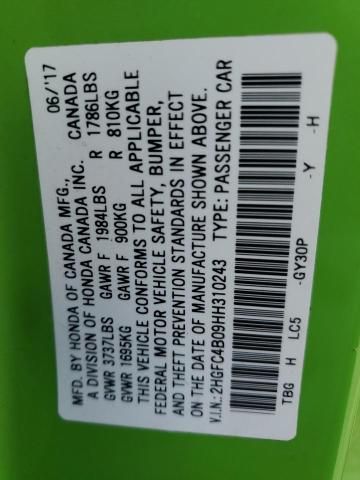 MFD. BY HONDA OF CANADA MFG., 06/'17
A DIVISION OF HONDA CANADA INC. CANADA
GVWR 3737LBS GAWR F 1984LBS R 1786LBS
GVWR 1695KG GAWR F 900KG R 810KG
THIS VEHICLE CONFORMS TO ALL APPLICABLE
FEDERAL MOTOR VEHICLE SAFETY, BUMPER,
AND THEFT PREVENTION STANDARDS IN EFFECT
ON THE DATE OF MANUFACTURE SHOWN ABOVE.
V.I.N.: 2HGFC4B09HH310243 TYPE: PASSENGER CAR
TBG H LC5 -GY30P -Y -H